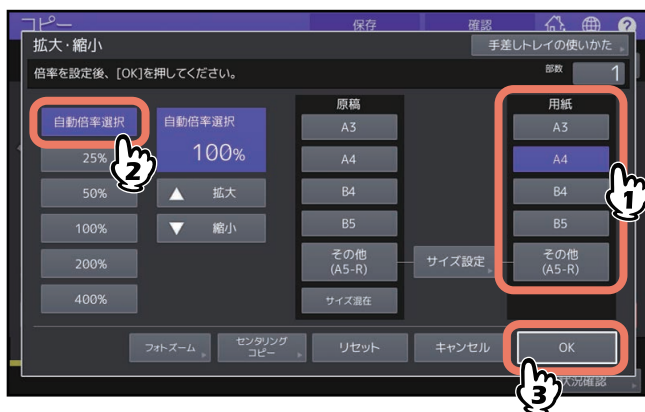 コピー 保存 確認 ?
拡大・縮小 手差しトレイの使いかた
倍率を設定後、[OK]を押してください。 部数 1
原稿 用紙
自動倍率選択 自動倍率選択 A3 A3
2
25% 100% A4 A4
1
50% 拡大 B4 B4
100% 縮小 B5 B5
200% その他 サイズ設定 その他
(A5-R) (A5-R)
400% サイズ混在
フォトズーム センタリング リセット キャンセル OK
コピー
3
状況確認